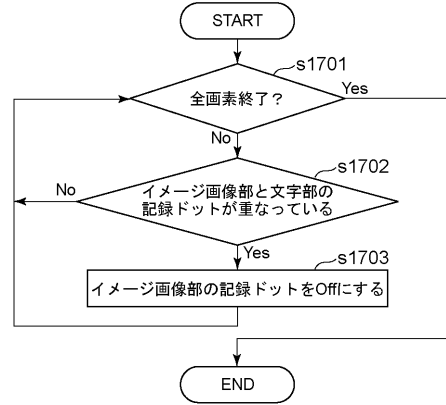 START
s1701
全画素終了?
Yes
No
s1702
No
イメージ画像部と文字部の
記録ドットが重なっている
Yes
s1703
イメージ画像部の記録ドットをOffにする
END